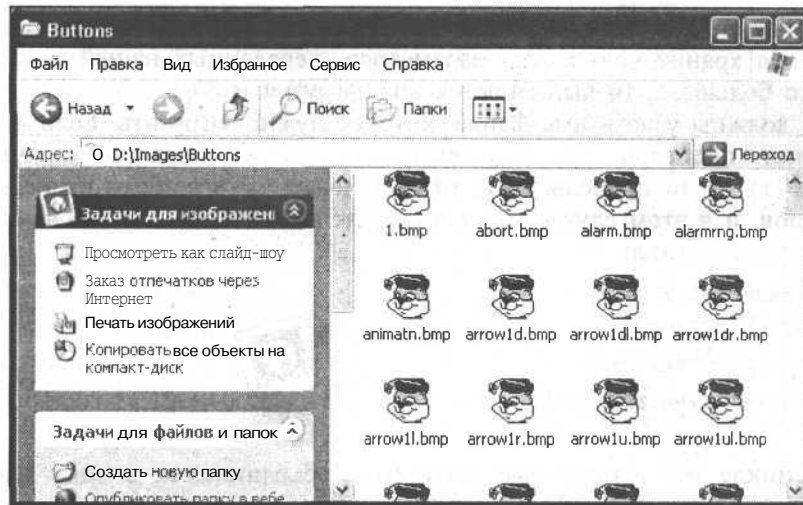 Buttons
Файл Правка Вид Избранное Сервис Справка
Назад Поиск Папки
Адрес: O D:\Images\Buttons Переход
Задачи для изображени
Просмотреть как слайд-шоу
Заказ отпечатков через
Интернет
Печать изображений
Копировать все объекты на
компакт-диск
Задачи для файлов и папок
Создать новую папку
Опубликовать папку в вебе
1.bmp abort.bmp alarm.bmp alarmrng.bmp
animatn.bmp arrow1d.bmp arrow1dl.bmp arrow1dr.bmp
arrow1l.bmp arrow1r.bmp arrow1u.bmp arrow1ul.bmp